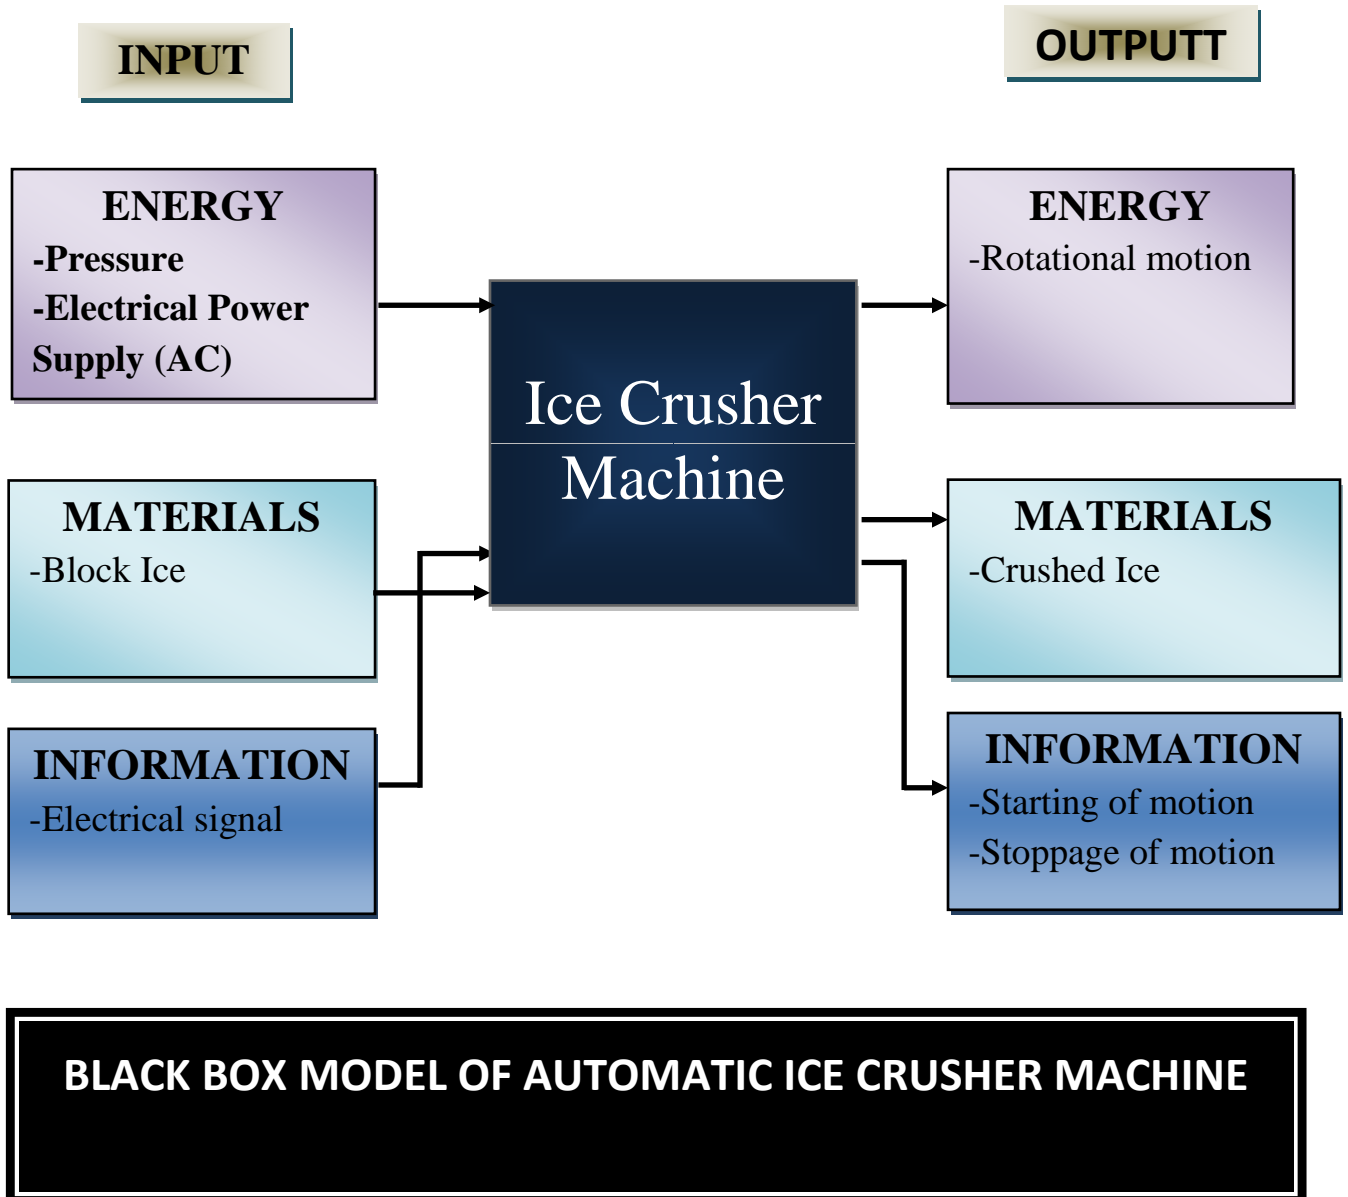 INPUT
OUTPUTT
ENERGY
-Pressure
-Electrical Power
Supply (AC)
MATERIALS
-Block Ice
INFORMATION
-Electrical signal
Ice Crusher
Machine
ENERGY
-Rotational motion
MATERIALS
-Crushed Ice
INFORMATION
-Starting of motion
-Stoppage of motion
BLACK BOX MODEL OF AUTOMATIC ICE CRUSHER MACHINE